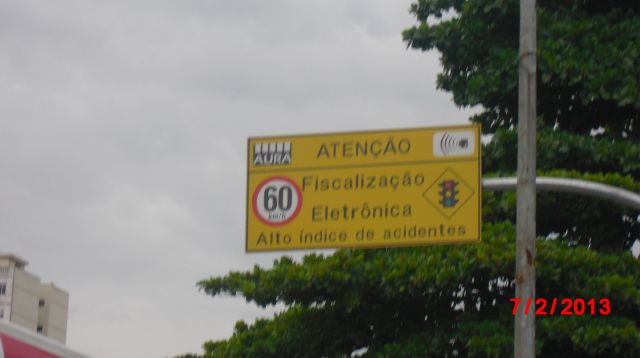 AURA
ATENÇÃO
60
km/h
Fiscalização
Eletrônica
Alto índice de acidentes
7/2/2013